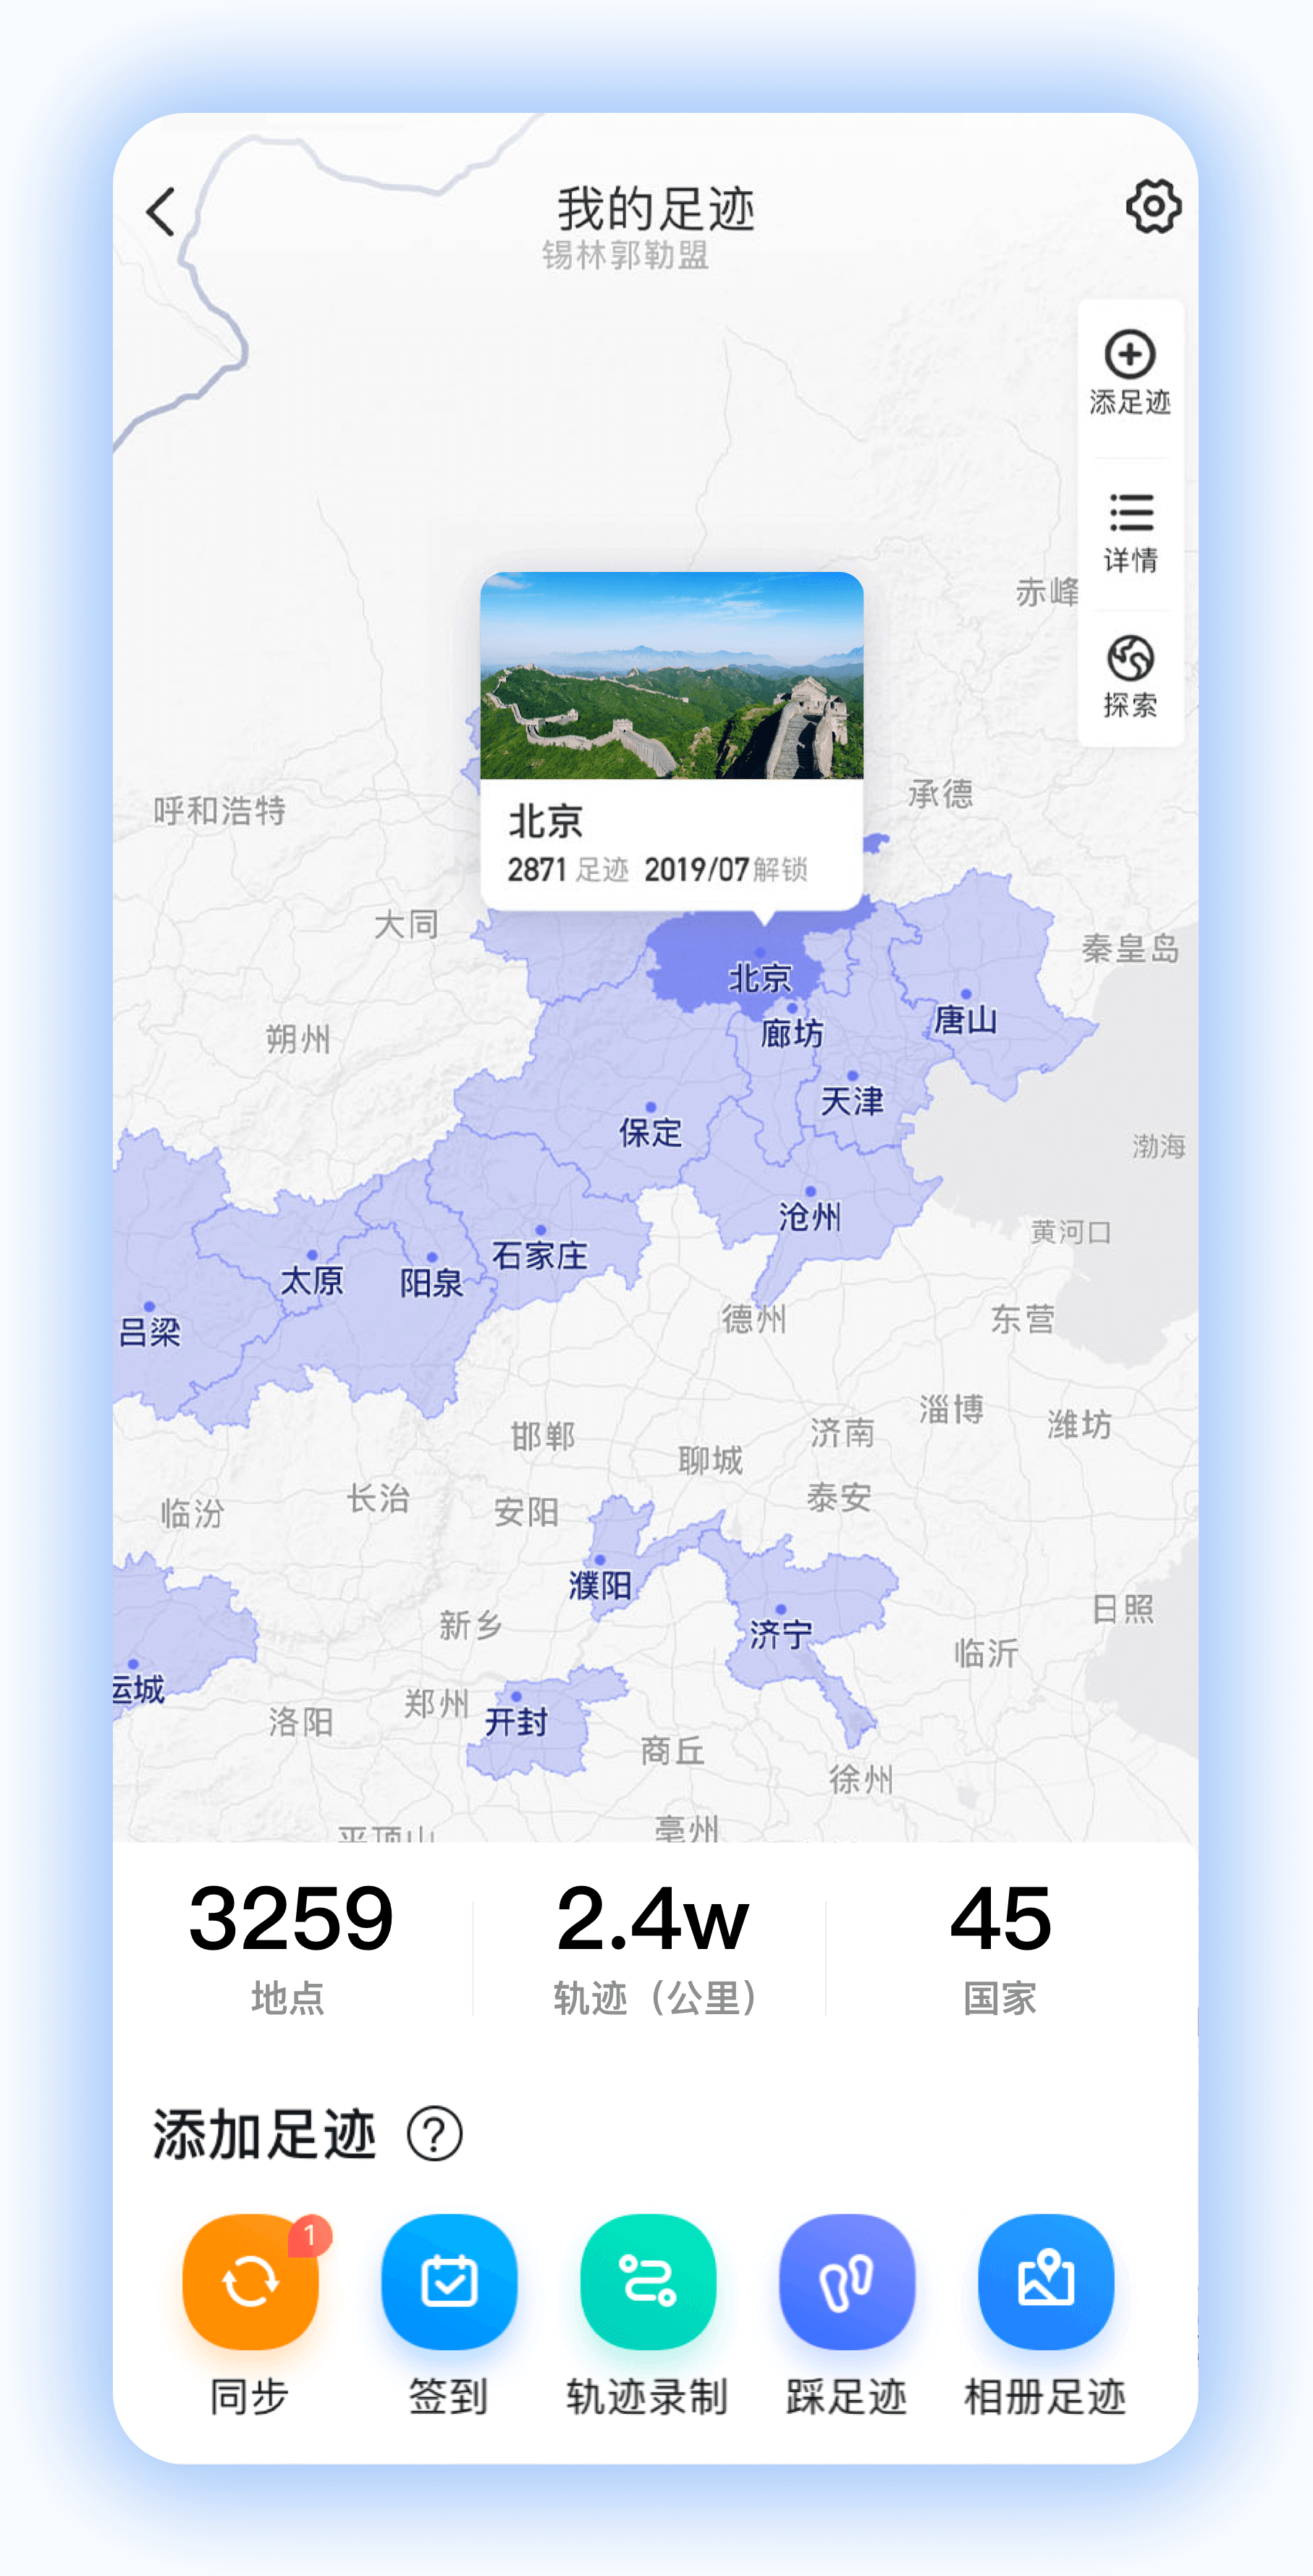 我的足迹
锡林郭勒盟
添足迹
详情
赤峰
探索
承德
呼和浩特
北京
2871 足迹 2019/07解锁
大同
秦皇岛
北京
唐山
廊坊
朔州
天津
保定
渤海
沧州
黄河口
石家庄
太原
阳泉
德州
东营
吕梁
淄博
潍坊
济南
邯郸
聊城
泰安
长治
安阳
临汾
濮阳
日照
新乡
济宁
临沂
运城
郑州
洛阳
开封
商丘
徐州
亳州
平顶山
3259
2.4w
45
地点
轨迹（公里）
国家
添加足迹 ?
1
同步
签到
轨迹录制
踩足迹
相册足迹